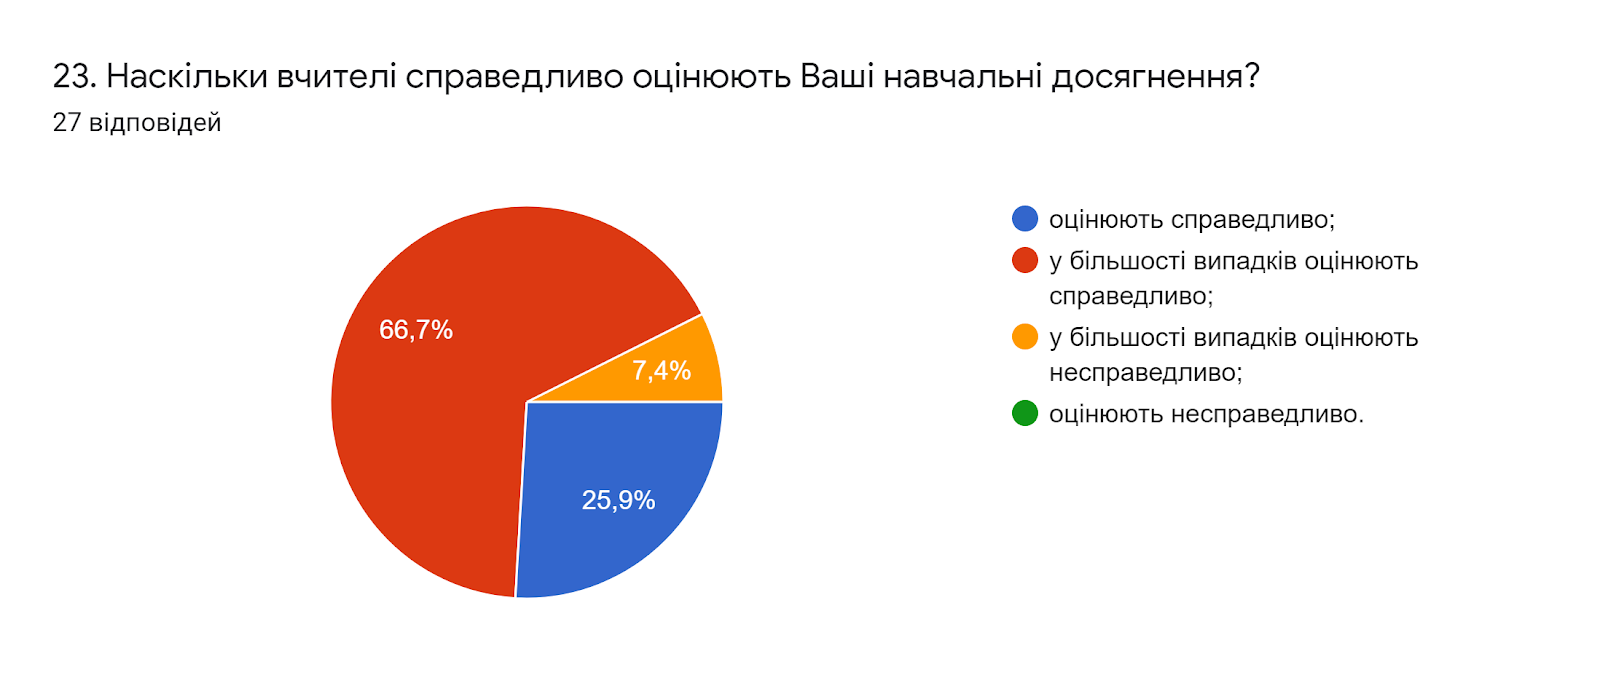 23. Наскільки вчителі справедливо оцінюють Ваші навчальні досягнення?
27 відповідей
66,7%
7,4%
25,9%
оцінюють справедливо;
у більшості випадків оцінюють
справедливо;
у більшості випадків оцінюють
несправедливо;
оцінюють несправедливо.